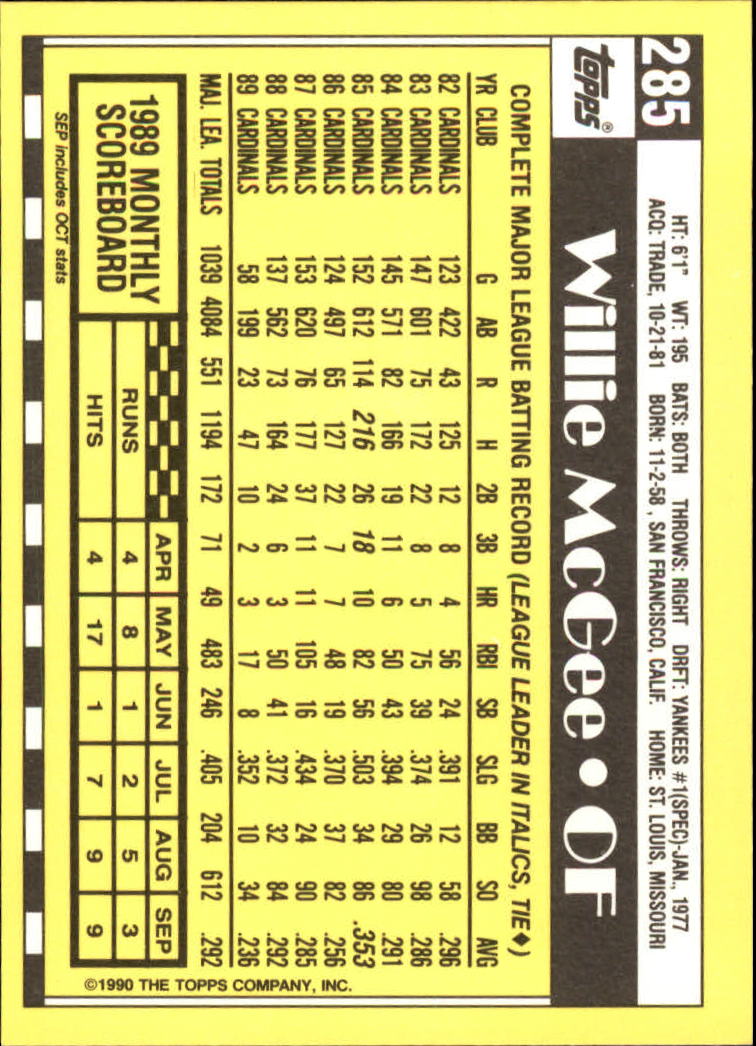 285
topps®
HT: 6'1" WT: 195 BATS: BOTH THROWS: RIGHT DRFT: YANKEES #1(SPEC)-JAN., 1977
ACQ: TRADE, 10-21-81 BORN: 11-2-58 , SAN FRANCISCO, CALIF. HOME: ST. LOUIS, MISSOURI
Willie McGee • OF
COMPLETE MAJOR LEAGUE BATTING RECORD (LEAGUE LEADER IN ITALICS, TIE♦)
YR CLUB G AB R H 2B 3B HR RBI SB SLG BB SO AVG
82 CARDINALS 123 422 43 125 12 8 4 56 24 .391 12 58 .296
83 CARDINALS 147 601 75 172 22 8 5 75 39 .374 26 98 .286
84 CARDINALS 145 571 82 166 19 11 6 50 43 .394 29 80 .291
85 CARDINALS 152 612 114 216 26 18 10 82 56 .503 34 86 .353
86 CARDINALS 124 497 65 127 22 7 7 48 19 .370 37 82 .256
87 CARDINALS 153 620 76 177 37 11 11 105 16 .434 24 90 .285
88 CARDINALS 137 562 73 164 24 6 3 50 41 .372 32 84 .292
89 CARDINALS 58 199 23 47 10 2 3 17 8 .352 10 34 .236
MAJ. LEA. TOTALS 1039 4084 551 1194 172 71 49 483 246 .405 204 612 .292
1989 MONTHLY
SCOREBOARD
APR MAY JUN JUL AUG SEP
RUNS 4 8 1 2 5 3
HITS 4 17 1 7 9 9
SEP includes OCT stats
©1990 THE TOPPS COMPANY, INC.